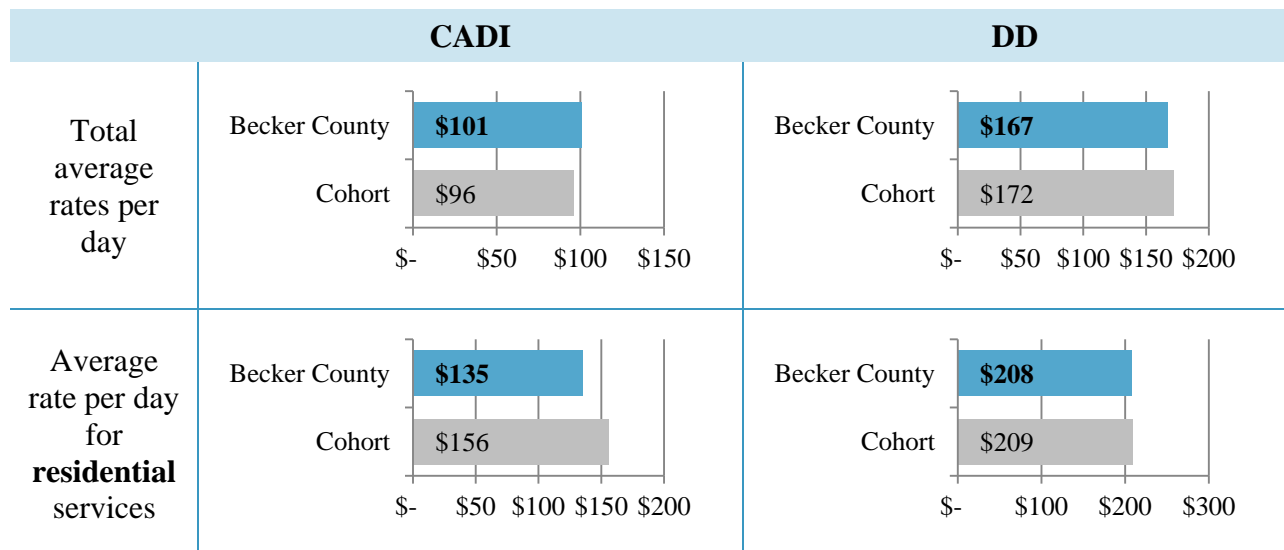 CADI
DD
Total
average
rates per
day
Becker County
$101
Cohort
$96
$- $50 $100 $150
Becker County
$167
Cohort
$172
$- $50 $100 $150 $200
Average
rate per day
for
residential
services
Becker County
$135
Cohort
$156
$- $50 $100 $150 $200
Becker County
$208
Cohort
$209
$- $100 $200 $300